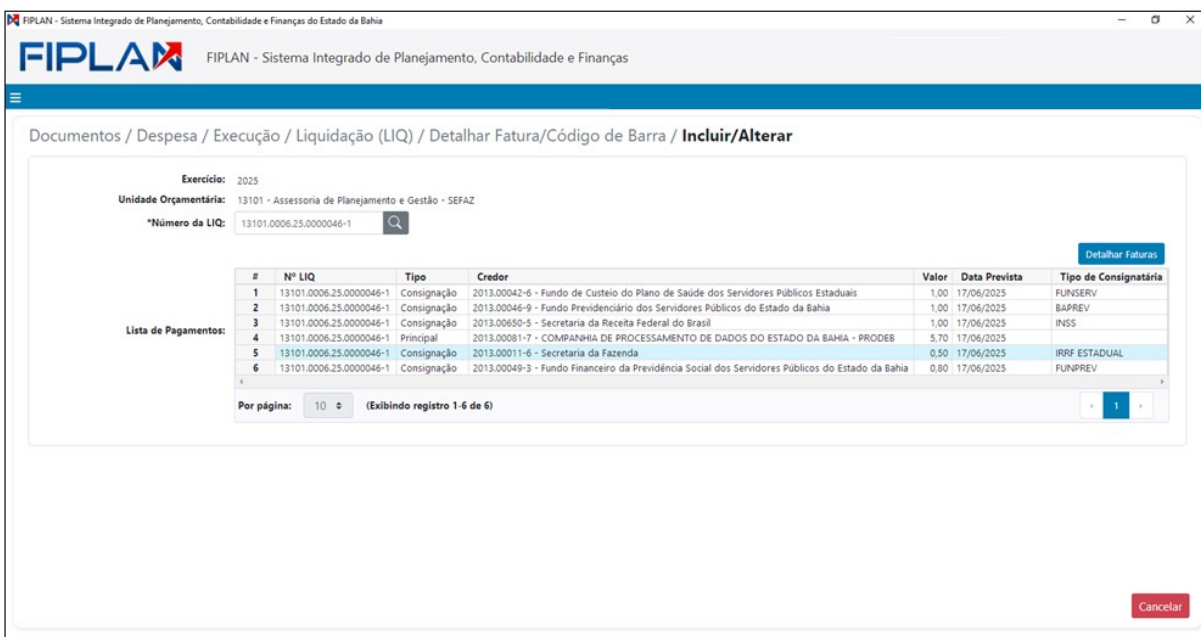 FIPLAN - Sistema Integrado de Planejamento, Contabilidade e Finanças do Estado da Bahia
FIPLAN FIPLAN - Sistema Integrado de Planejamento, Contabilidade e Finanças
Documentos / Despesa / Execução / Liquidação (LIQ) / Detalhar Fatura/Código de Barra / Incluir/Alterar
Exercício: 2025
Unidade Orçamentária: 13101 - Assessoria de Planejamento e Gestão - SEFAZ
*Número da LIQ: 13101.0006.25.0000046-1
Detalhar Faturas
Lista de Pagamentos:
# Nº LIQ Tipo Credor Valor Data Prevista Tipo de Consignatária
1 13101.0006.25.0000046-1 Consignação 2013.00042-6 - Fundo de Custeio do Plano de Saúde dos Servidores Públicos Estaduais 1,00 17/06/2025 FUNSERV
2 13101.0006.25.0000046-1 Consignação 2013.00046-9 - Fundo Previdenciário dos Servidores Públicos do Estado da Bahia 1,00 17/06/2025 BAPREV
3 13101.0006.25.0000046-1 Consignação 2013.00650-5 - Secretaria da Receita Federal do Brasil 1,00 17/06/2025 INSS
4 13101.0006.25.0000046-1 Principal 2013.00081-7 - COMPANHIA DE PROCESSAMENTO DE DADOS DO ESTADO DA BAHIA - PRODEB 5,70 17/06/2025
5 13101.0006.25.0000046-1 Consignação 2013.00011-6 - Secretaria da Fazenda 0,50 17/06/2025 IRRF ESTADUAL
6 13101.0006.25.0000046-1 Consignação 2013.00049-3 - Fundo Financeiro da Previdência Social dos Servidores Públicos do Estado da Bahia 0,80 17/06/2025 FUNPREV
Por página: 10 (Exibindo registro 1-6 de 6) 1
Cancelar